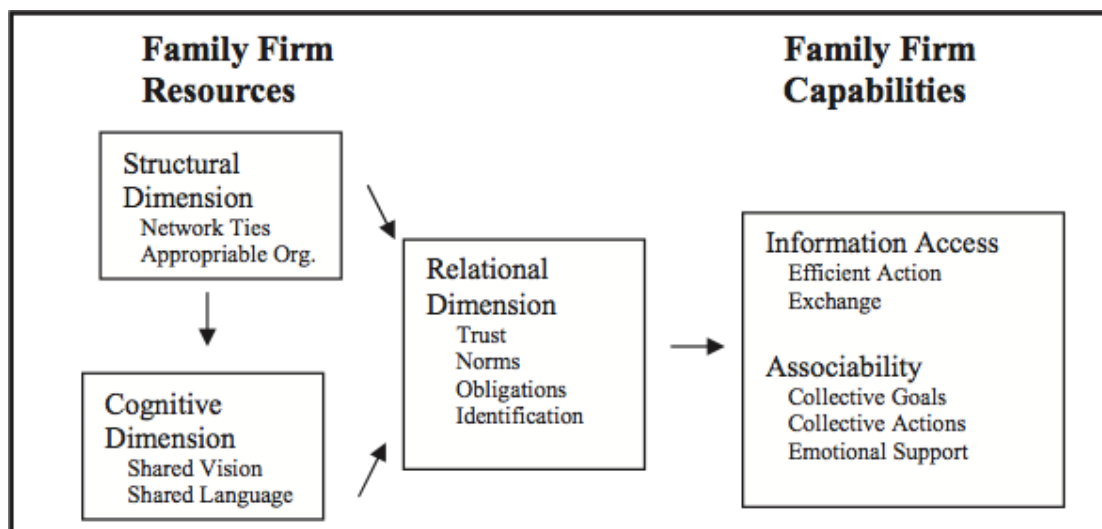 Family Firm
Resources
Family Firm
Capabilities
Structural
Dimension
Network Ties
Appropriable Org.
Cognitive
Dimension
Shared Vision
Shared Language
Relational
Dimension
Trust
Norms
Obligations
Identification
Information Access
Efficient Action
Exchange
Associability
Collective Goals
Collective Actions
Emotional Support